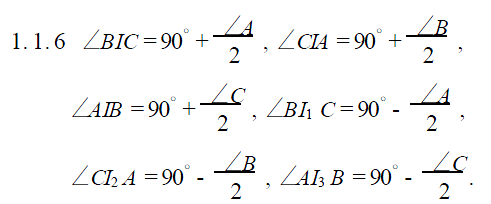 1.1.6 ∠BIC = 90° + ∠A/2 , ∠CIA = 90° + ∠B/2 ,
∠AIB = 90° + ∠C/2 , ∠BI₁ C = 90° - ∠A/2 ,
∠CI₂ A = 90° - ∠B/2 , ∠AI₃ B = 90° - ∠C/2 .